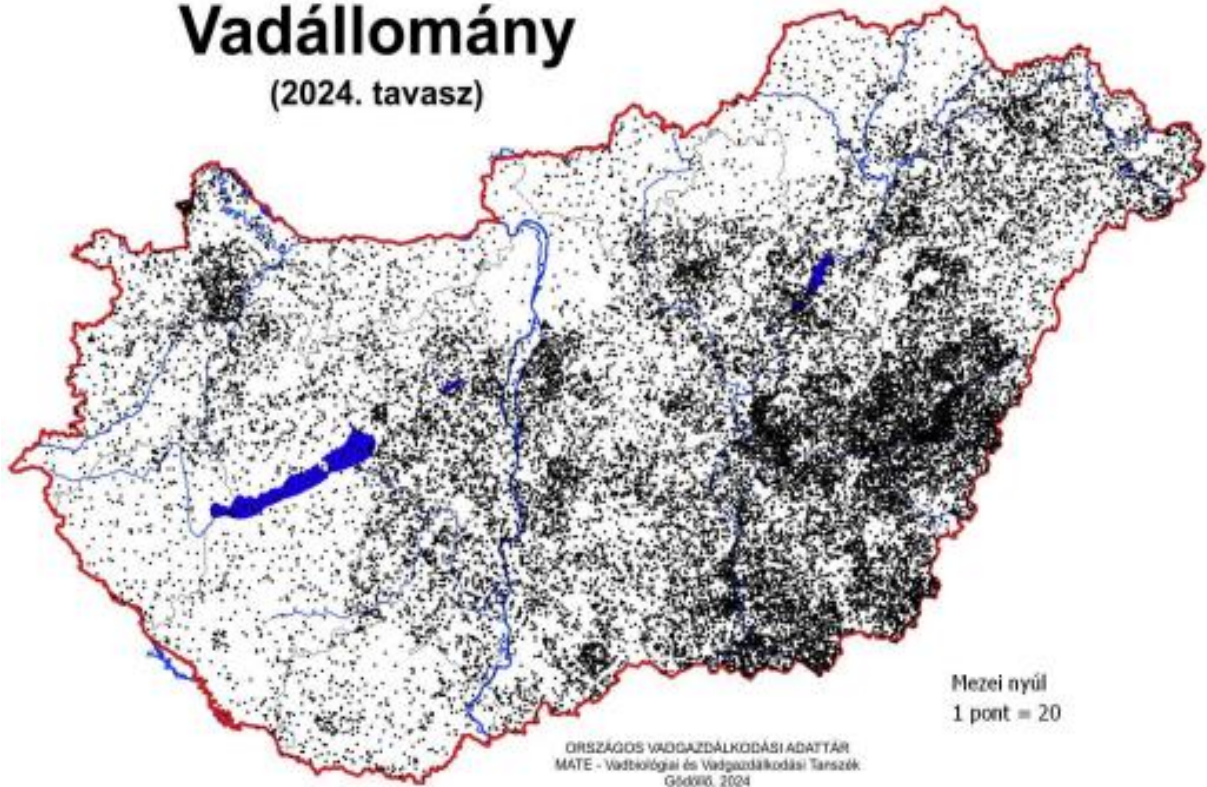 Vadállomány
(2024. tavasz)
Mezei nyúl
1 pont = 20
ORSZÁGOS VADGAZDÁLKODÁSI ADATTÁR
MATE - Vadbiológiai és Vadgazdálkodási Tanszék
Gödöllő, 2024